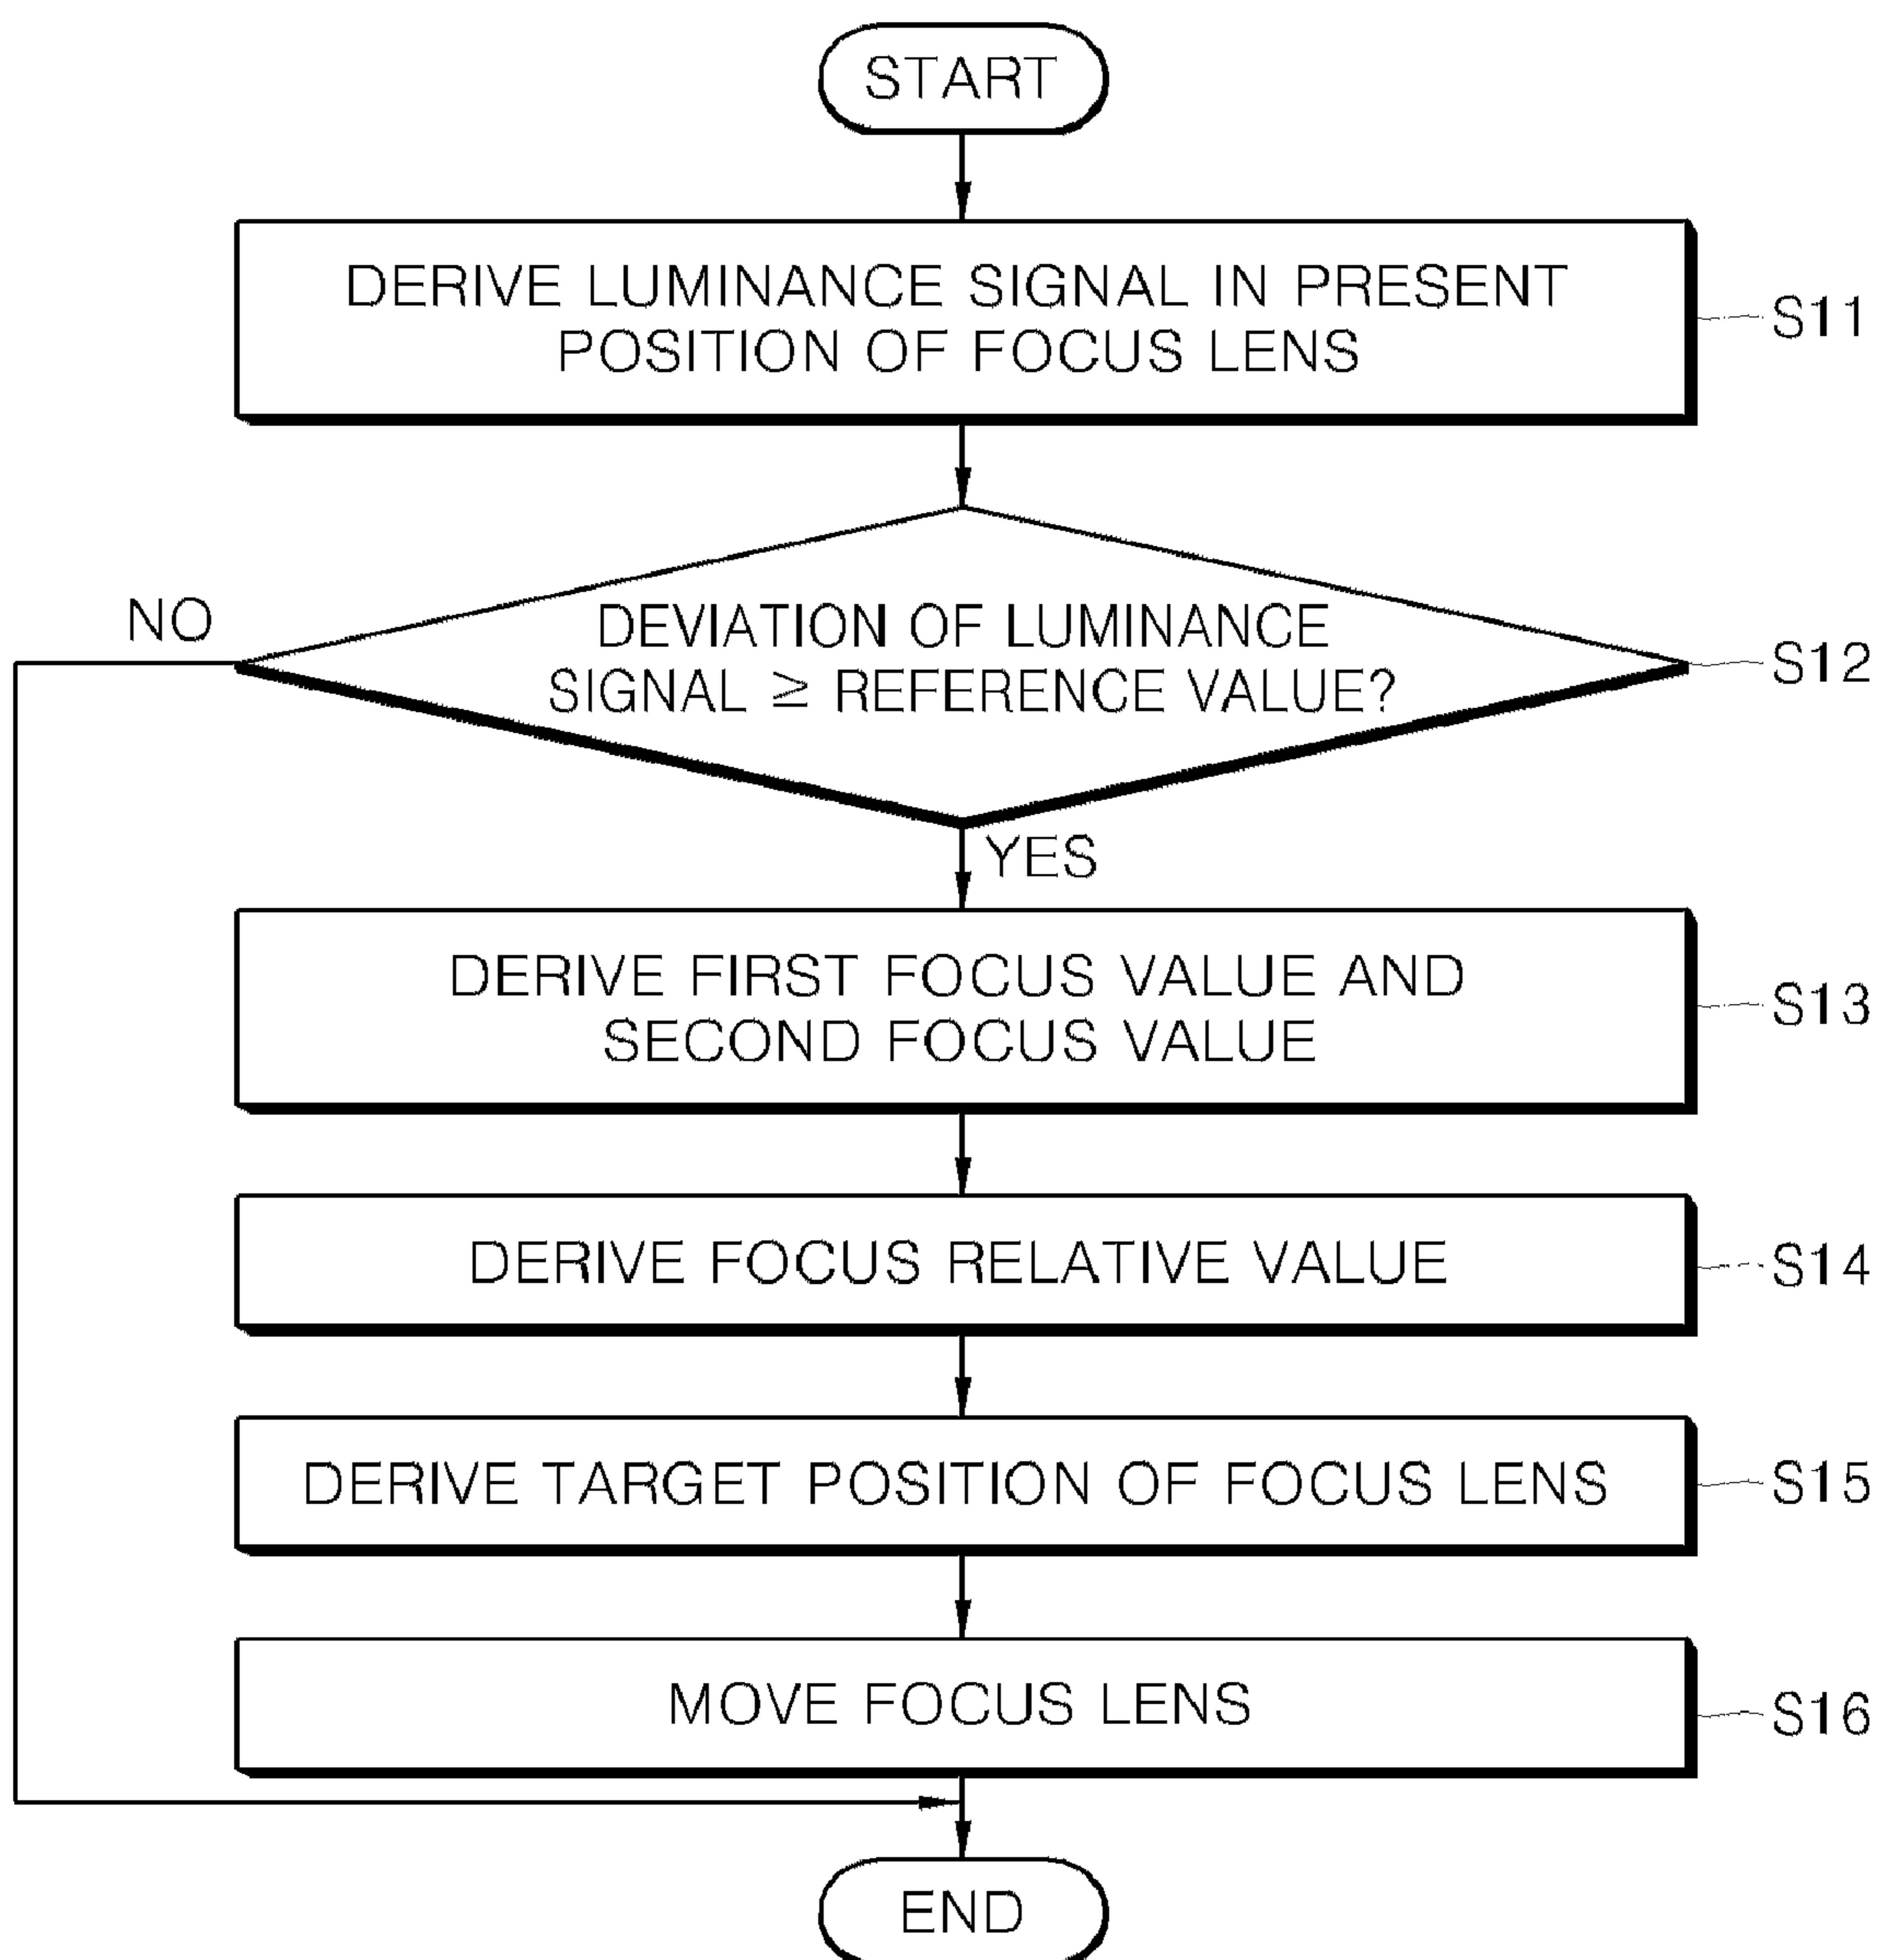 START
DERIVE LUMINANCE SIGNAL IN PRESENT
POSITION OF FOCUS LENS
S11
DEVIATION OF LUMINANCE
SIGNAL ≥ REFERENCE VALUE?
S12
NO
YES
DERIVE FIRST FOCUS VALUE AND
SECOND FOCUS VALUE
S13
DERIVE FOCUS RELATIVE VALUE
S14
DERIVE TARGET POSITION OF FOCUS LENS
S15
MOVE FOCUS LENS
S16
END